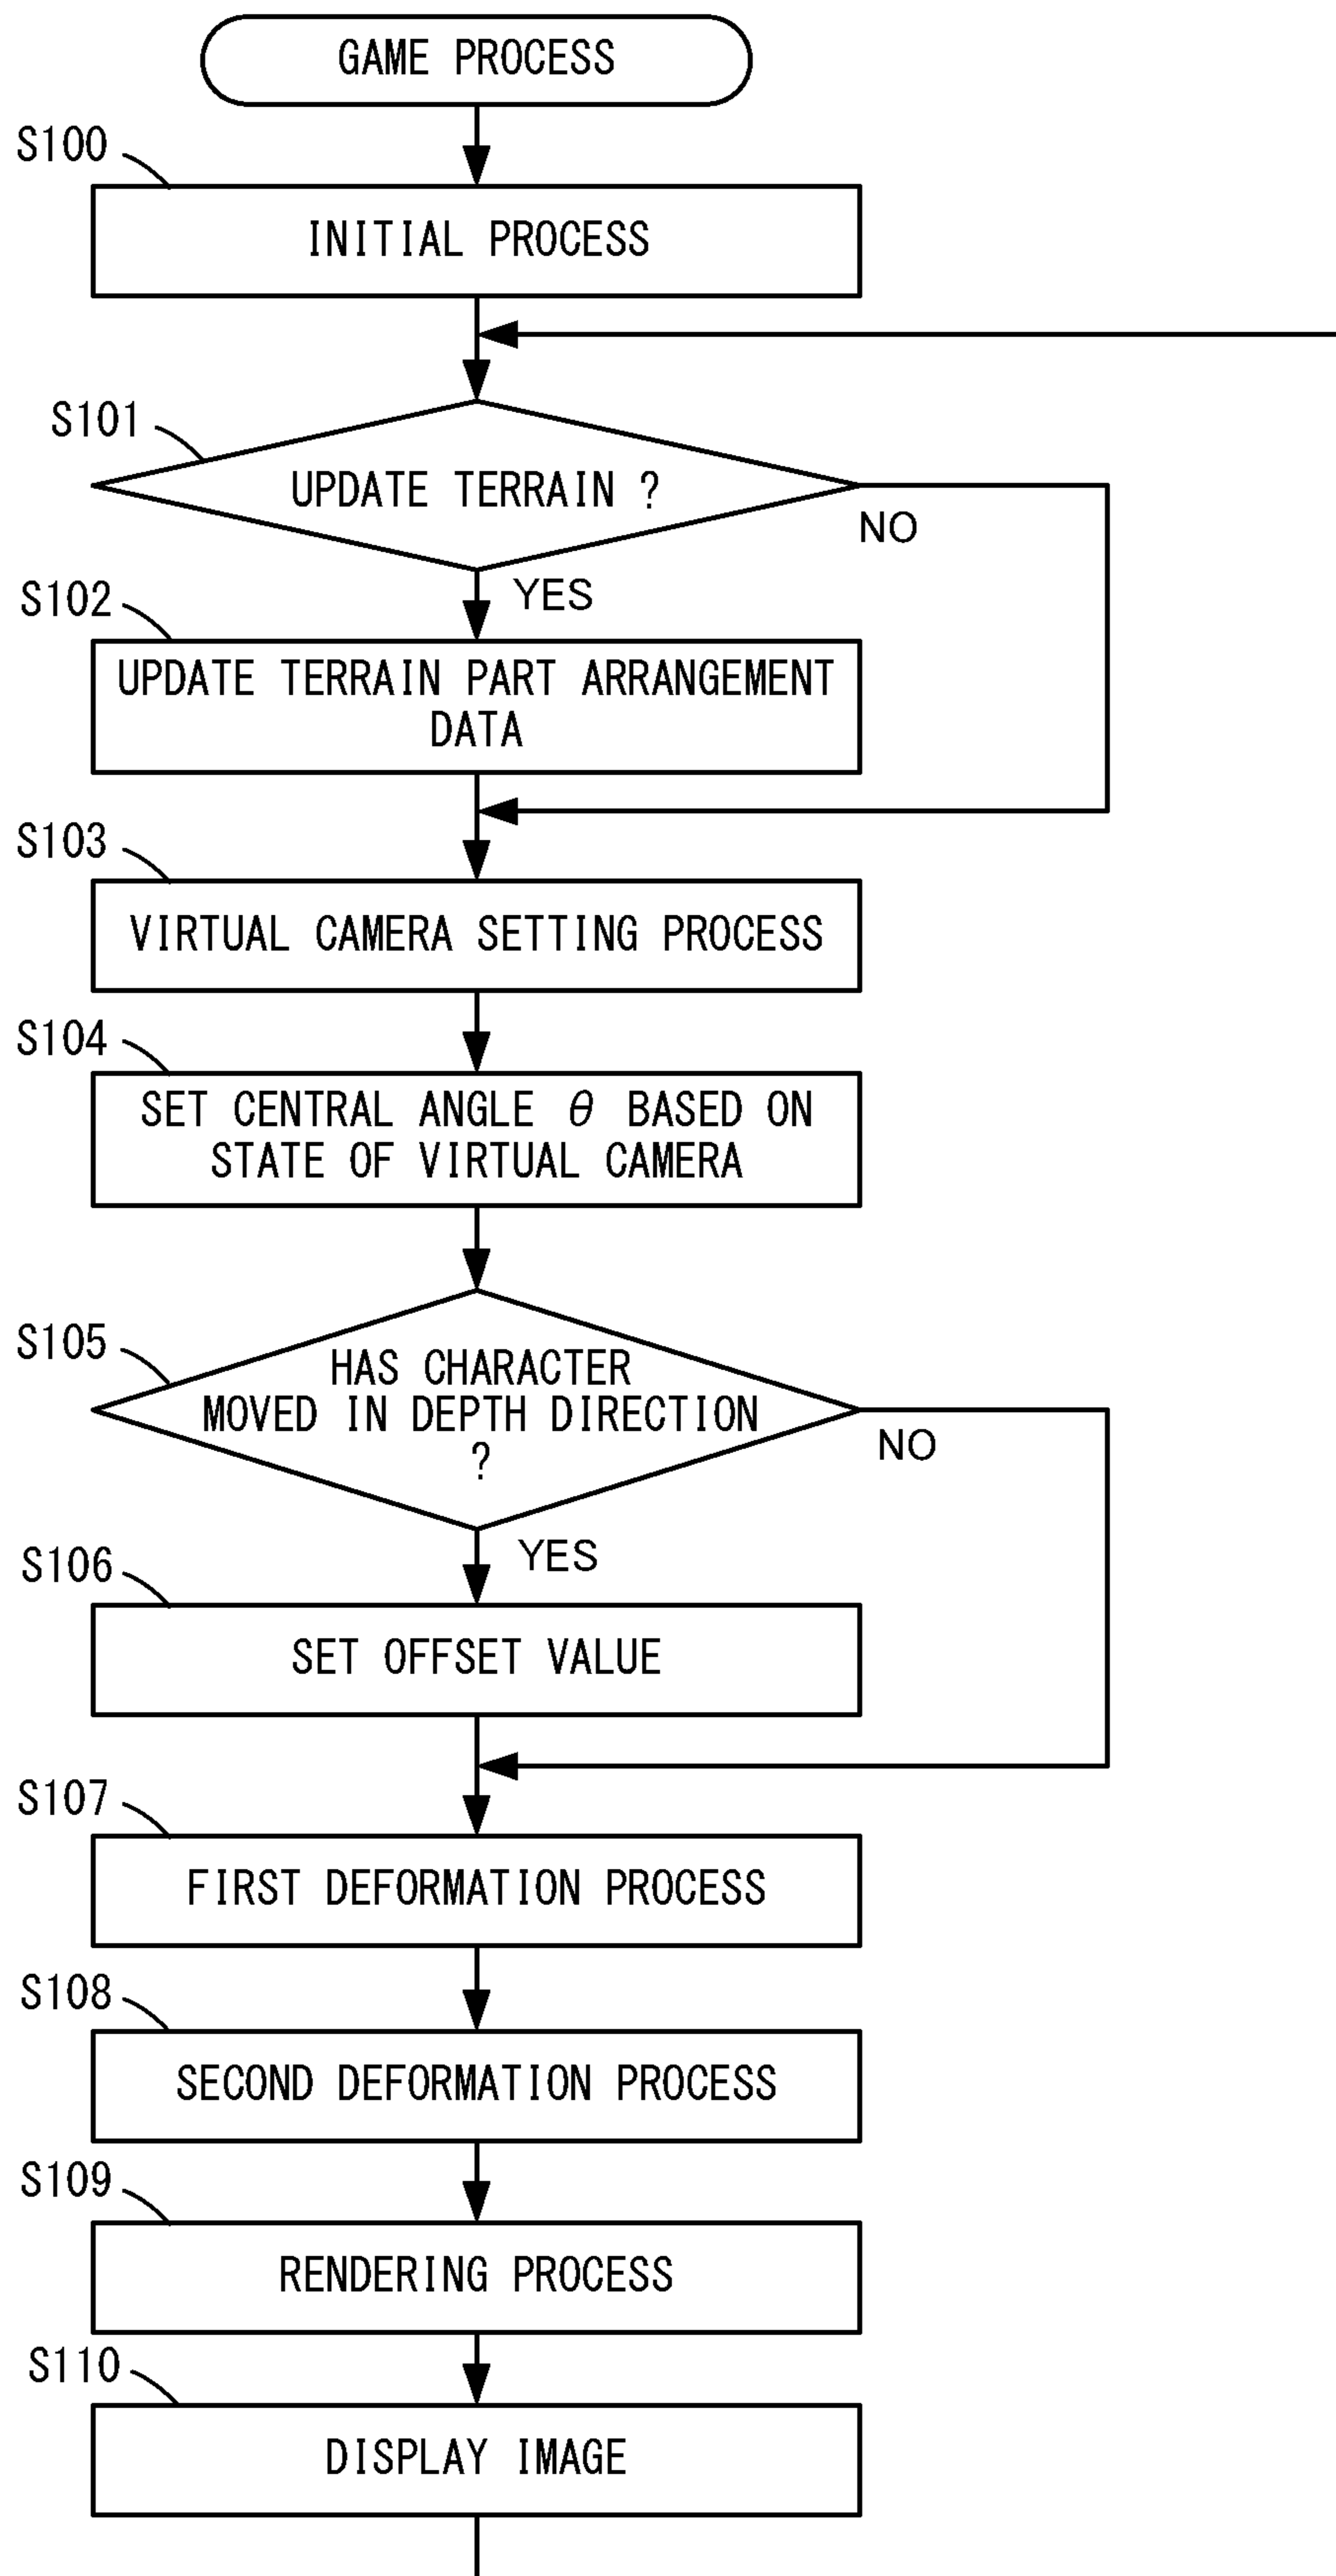 GAME PROCESS
S100
INITIAL PROCESS
S101
UPDATE TERRAIN ?
NO
YES
S102
UPDATE TERRAIN PART ARRANGEMENT
DATA
S103
VIRTUAL CAMERA SETTING PROCESS
S104
SET CENTRAL ANGLE θ BASED ON
STATE OF VIRTUAL CAMERA
S105
HAS CHARACTER
MOVED IN DEPTH DIRECTION
?
NO
YES
S106
SET OFFSET VALUE
S107
FIRST DEFORMATION PROCESS
S108
SECOND DEFORMATION PROCESS
S109
RENDERING PROCESS
S110
DISPLAY IMAGE